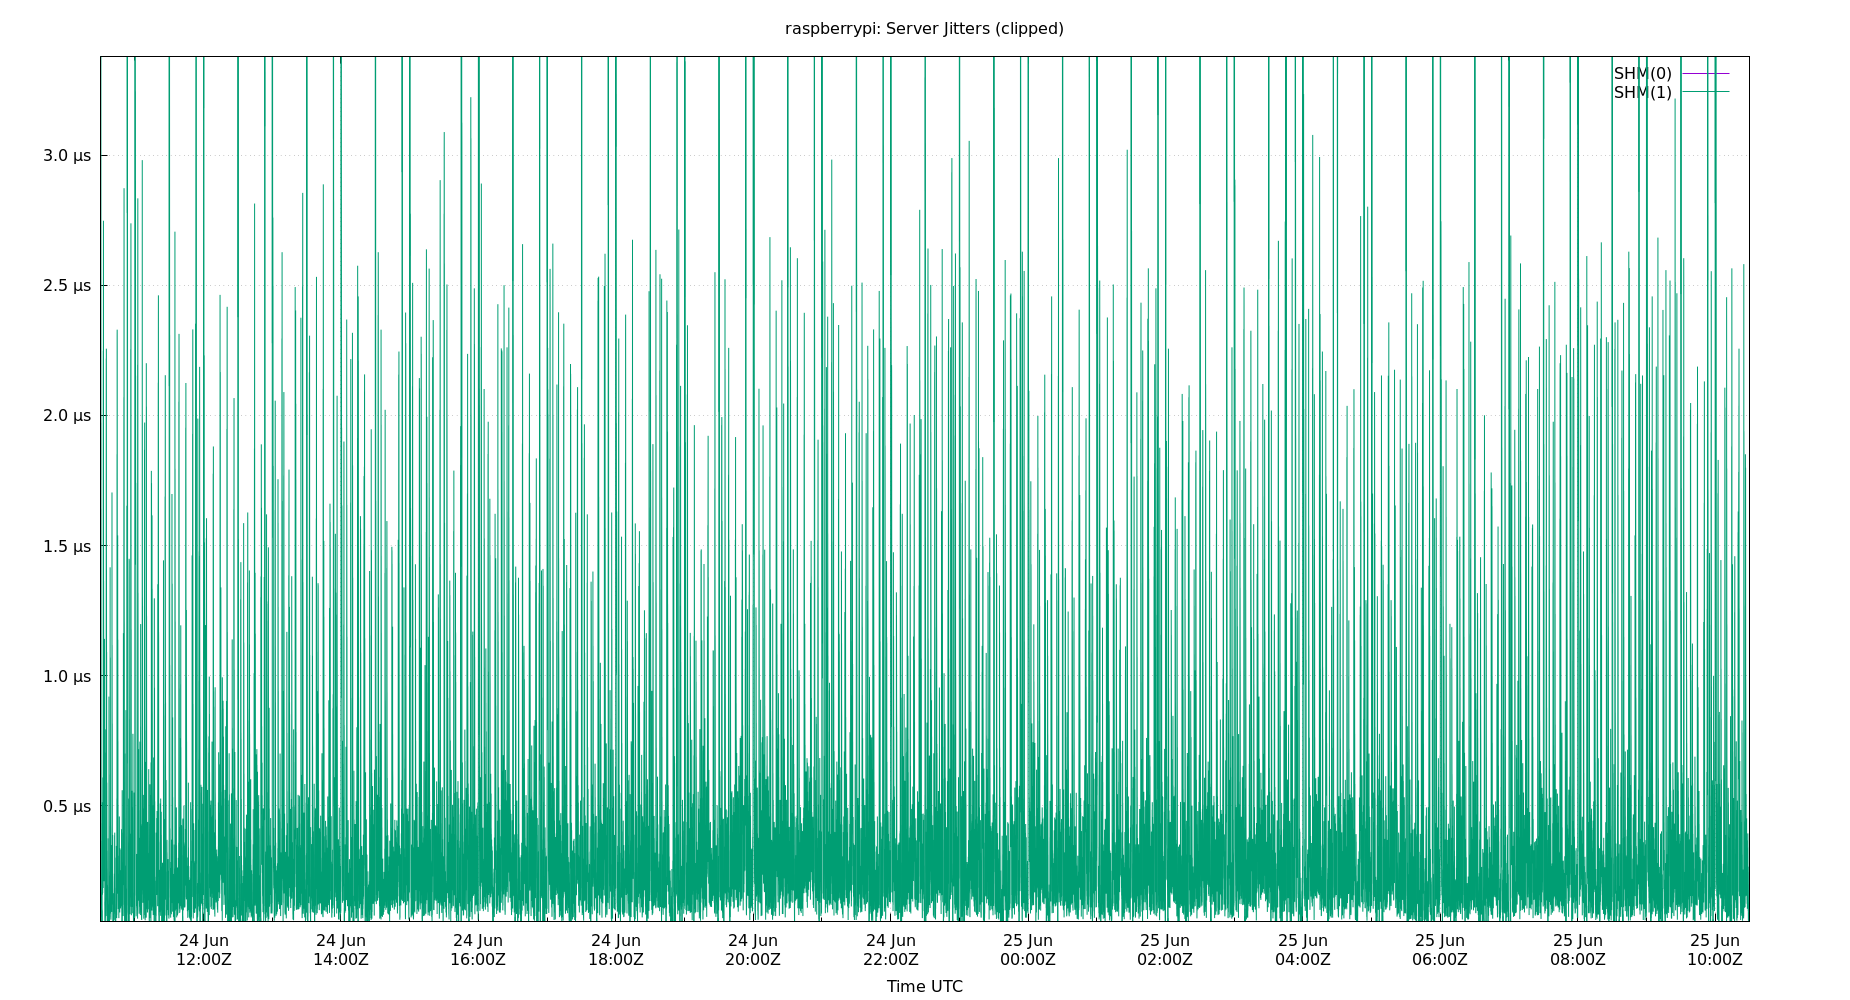 raspberrypi: Server Jitters (clipped)
SHM(0)
SHM(1)
3.0 µs
2.5 µs
2.0 µs
1.5 µs
1.0 µs
0.5 µs
24 Jun 24 Jun 24 Jun 24 Jun 24 Jun 24 Jun 25 Jun 25 Jun 25 Jun 25 Jun 25 Jun 25 Jun
12:00Z 14:00Z 16:00Z 18:00Z 20:00Z 22:00Z 00:00Z 02:00Z 04:00Z 06:00Z 08:00Z 10:00Z
Time UTC